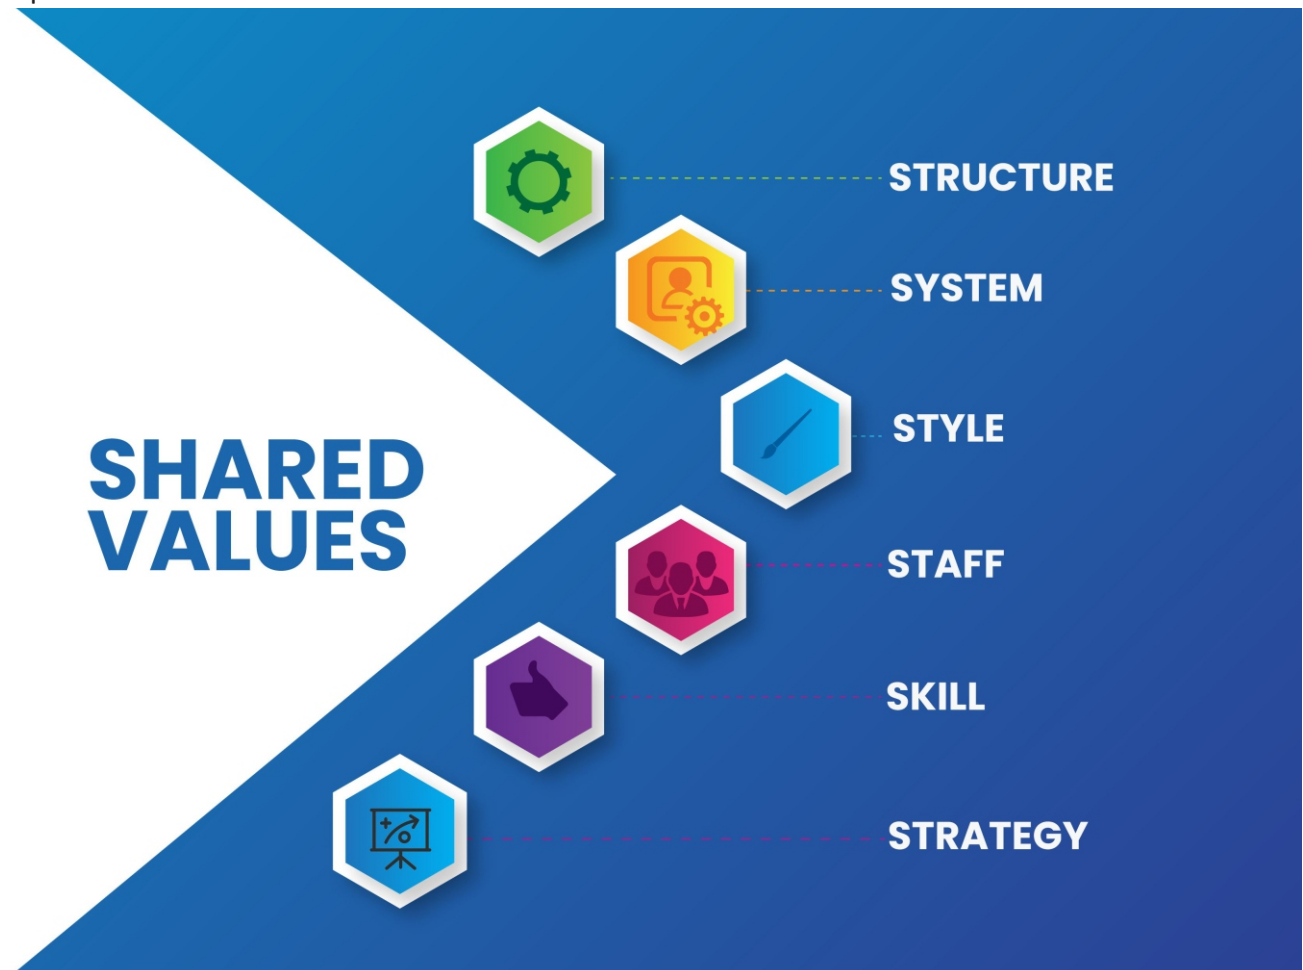 SHARED
VALUES
STRUCTURE
SYSTEM
STYLE
STAFF
SKILL
STRATEGY